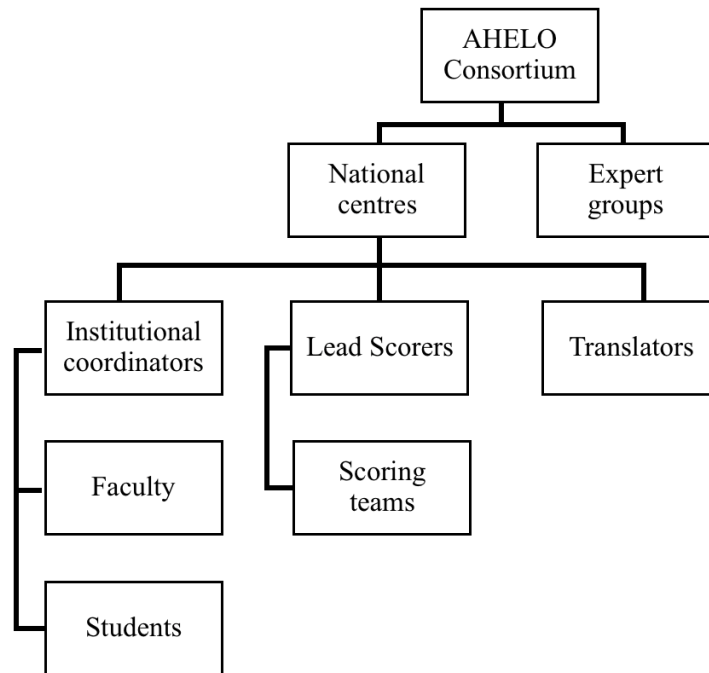 AHELO
Consortium
National
centres
Expert
groups
Institutional
coordinators
Lead Scorers
Translators
Faculty
Scoring
teams
Students